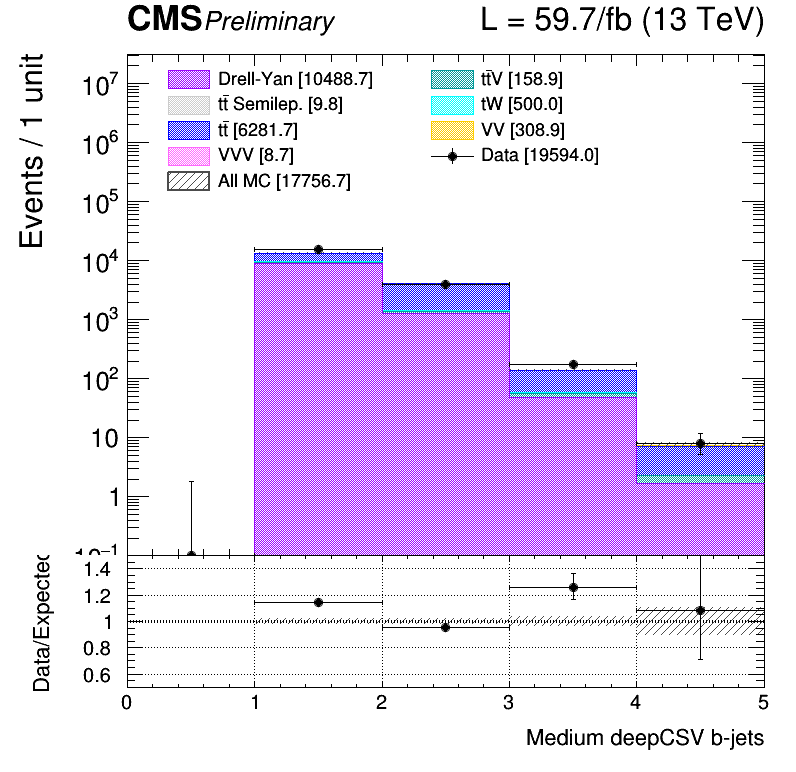 CMS Preliminary L = 59.7/fb (13 TeV)
Events / 1 unit
Drell-Yan [10488.7]
tt̄ Semilep. [9.8]
tt̄ [6281.7]
VVV [8.7]
All MC [17756.7]
tt̄V [158.9]
tW [500.0]
VV [308.9]
Data [19594.0]
10⁷
10⁶
10⁵
10⁴
10³
10²
10
1
10⁻¹
Data/Expected
1.4
1.2
1
0.8
0.6
0 1 2 3 4 5
Medium deepCSV b-jets